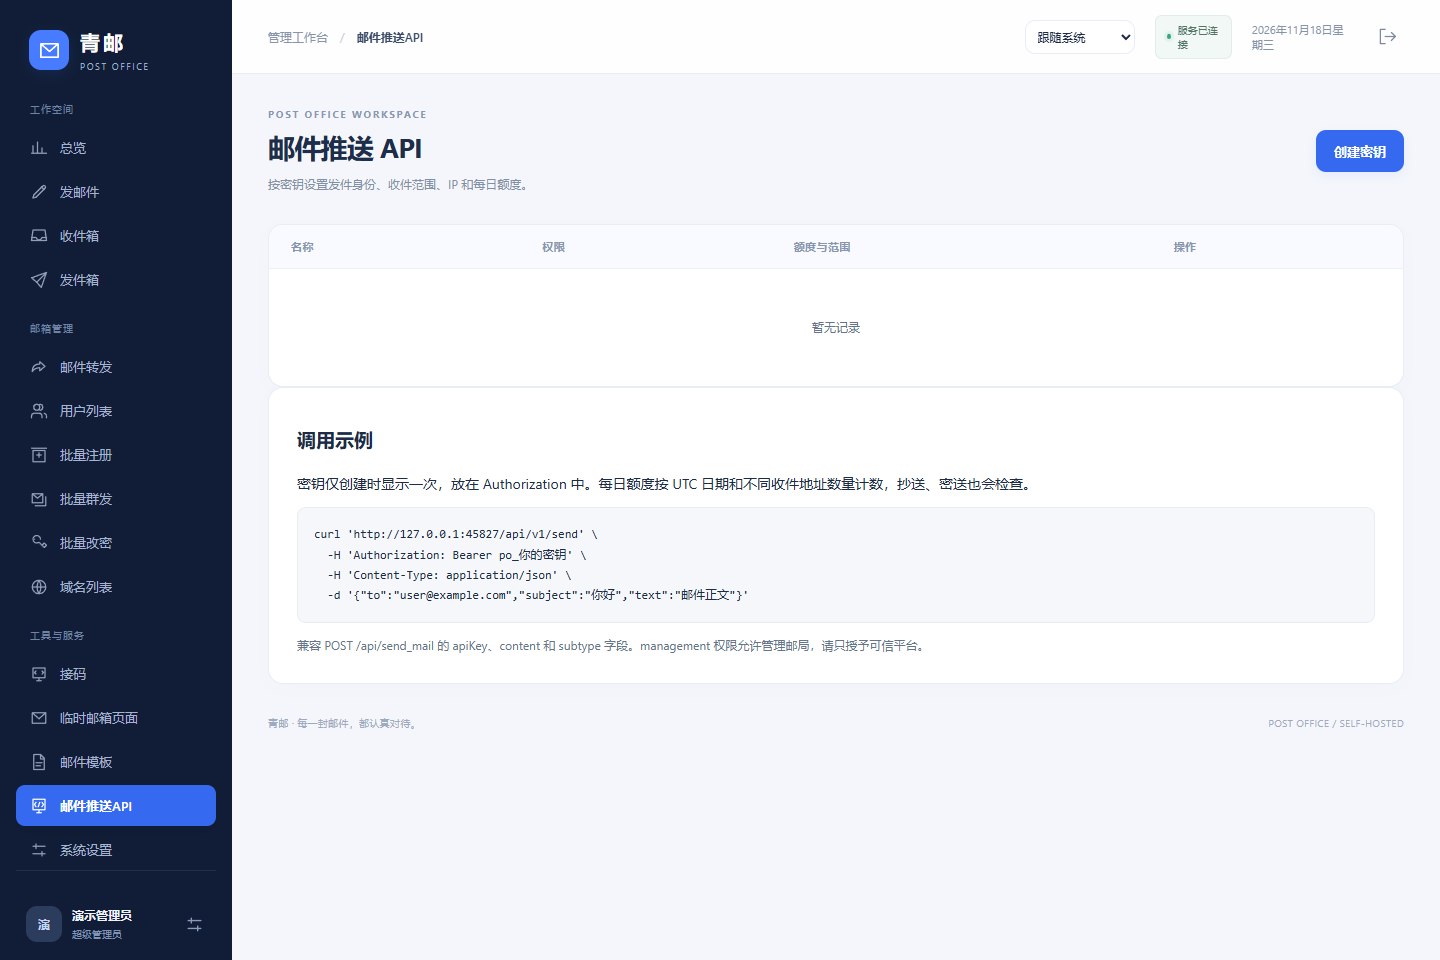 青邮
POST OFFICE
工作空间
总览
发邮件
收件箱
发件箱
邮箱管理
邮件转发
用户列表
批量注册
批量群发
批量改密
域名列表
工具与服务
接码
临时邮箱页面
邮件模板
邮件推送API
系统设置
演
演示管理员
超级管理员
管理工作台 / 邮件推送API
跟随系统
服务已连
接
2026年11月18日星
期三
POST OFFICE WORKSPACE
邮件推送 API
按密钥设置发件身份、收件范围、IP 和每日额度。
创建密钥
名称 权限 额度与范围 操作
暂无记录
调用示例
密钥仅创建时显示一次，放在 Authorization 中。每日额度按 UTC 日期和不同收件地址数量计数，抄送、密送也会检查。
curl 'http://127.0.0.1:45827/api/v1/send' \
-H 'Authorization: Bearer po_你的密钥' \
-H 'Content-Type: application/json' \
-d '{"to":"user@example.com","subject":"你好","text":"邮件正文"}'
兼容 POST /api/send_mail 的 apiKey、content 和 subtype 字段。management 权限允许管理邮局，请只授予可信平台。
青邮 · 每一封邮件，都认真对待。
POST OFFICE / SELF-HOSTED